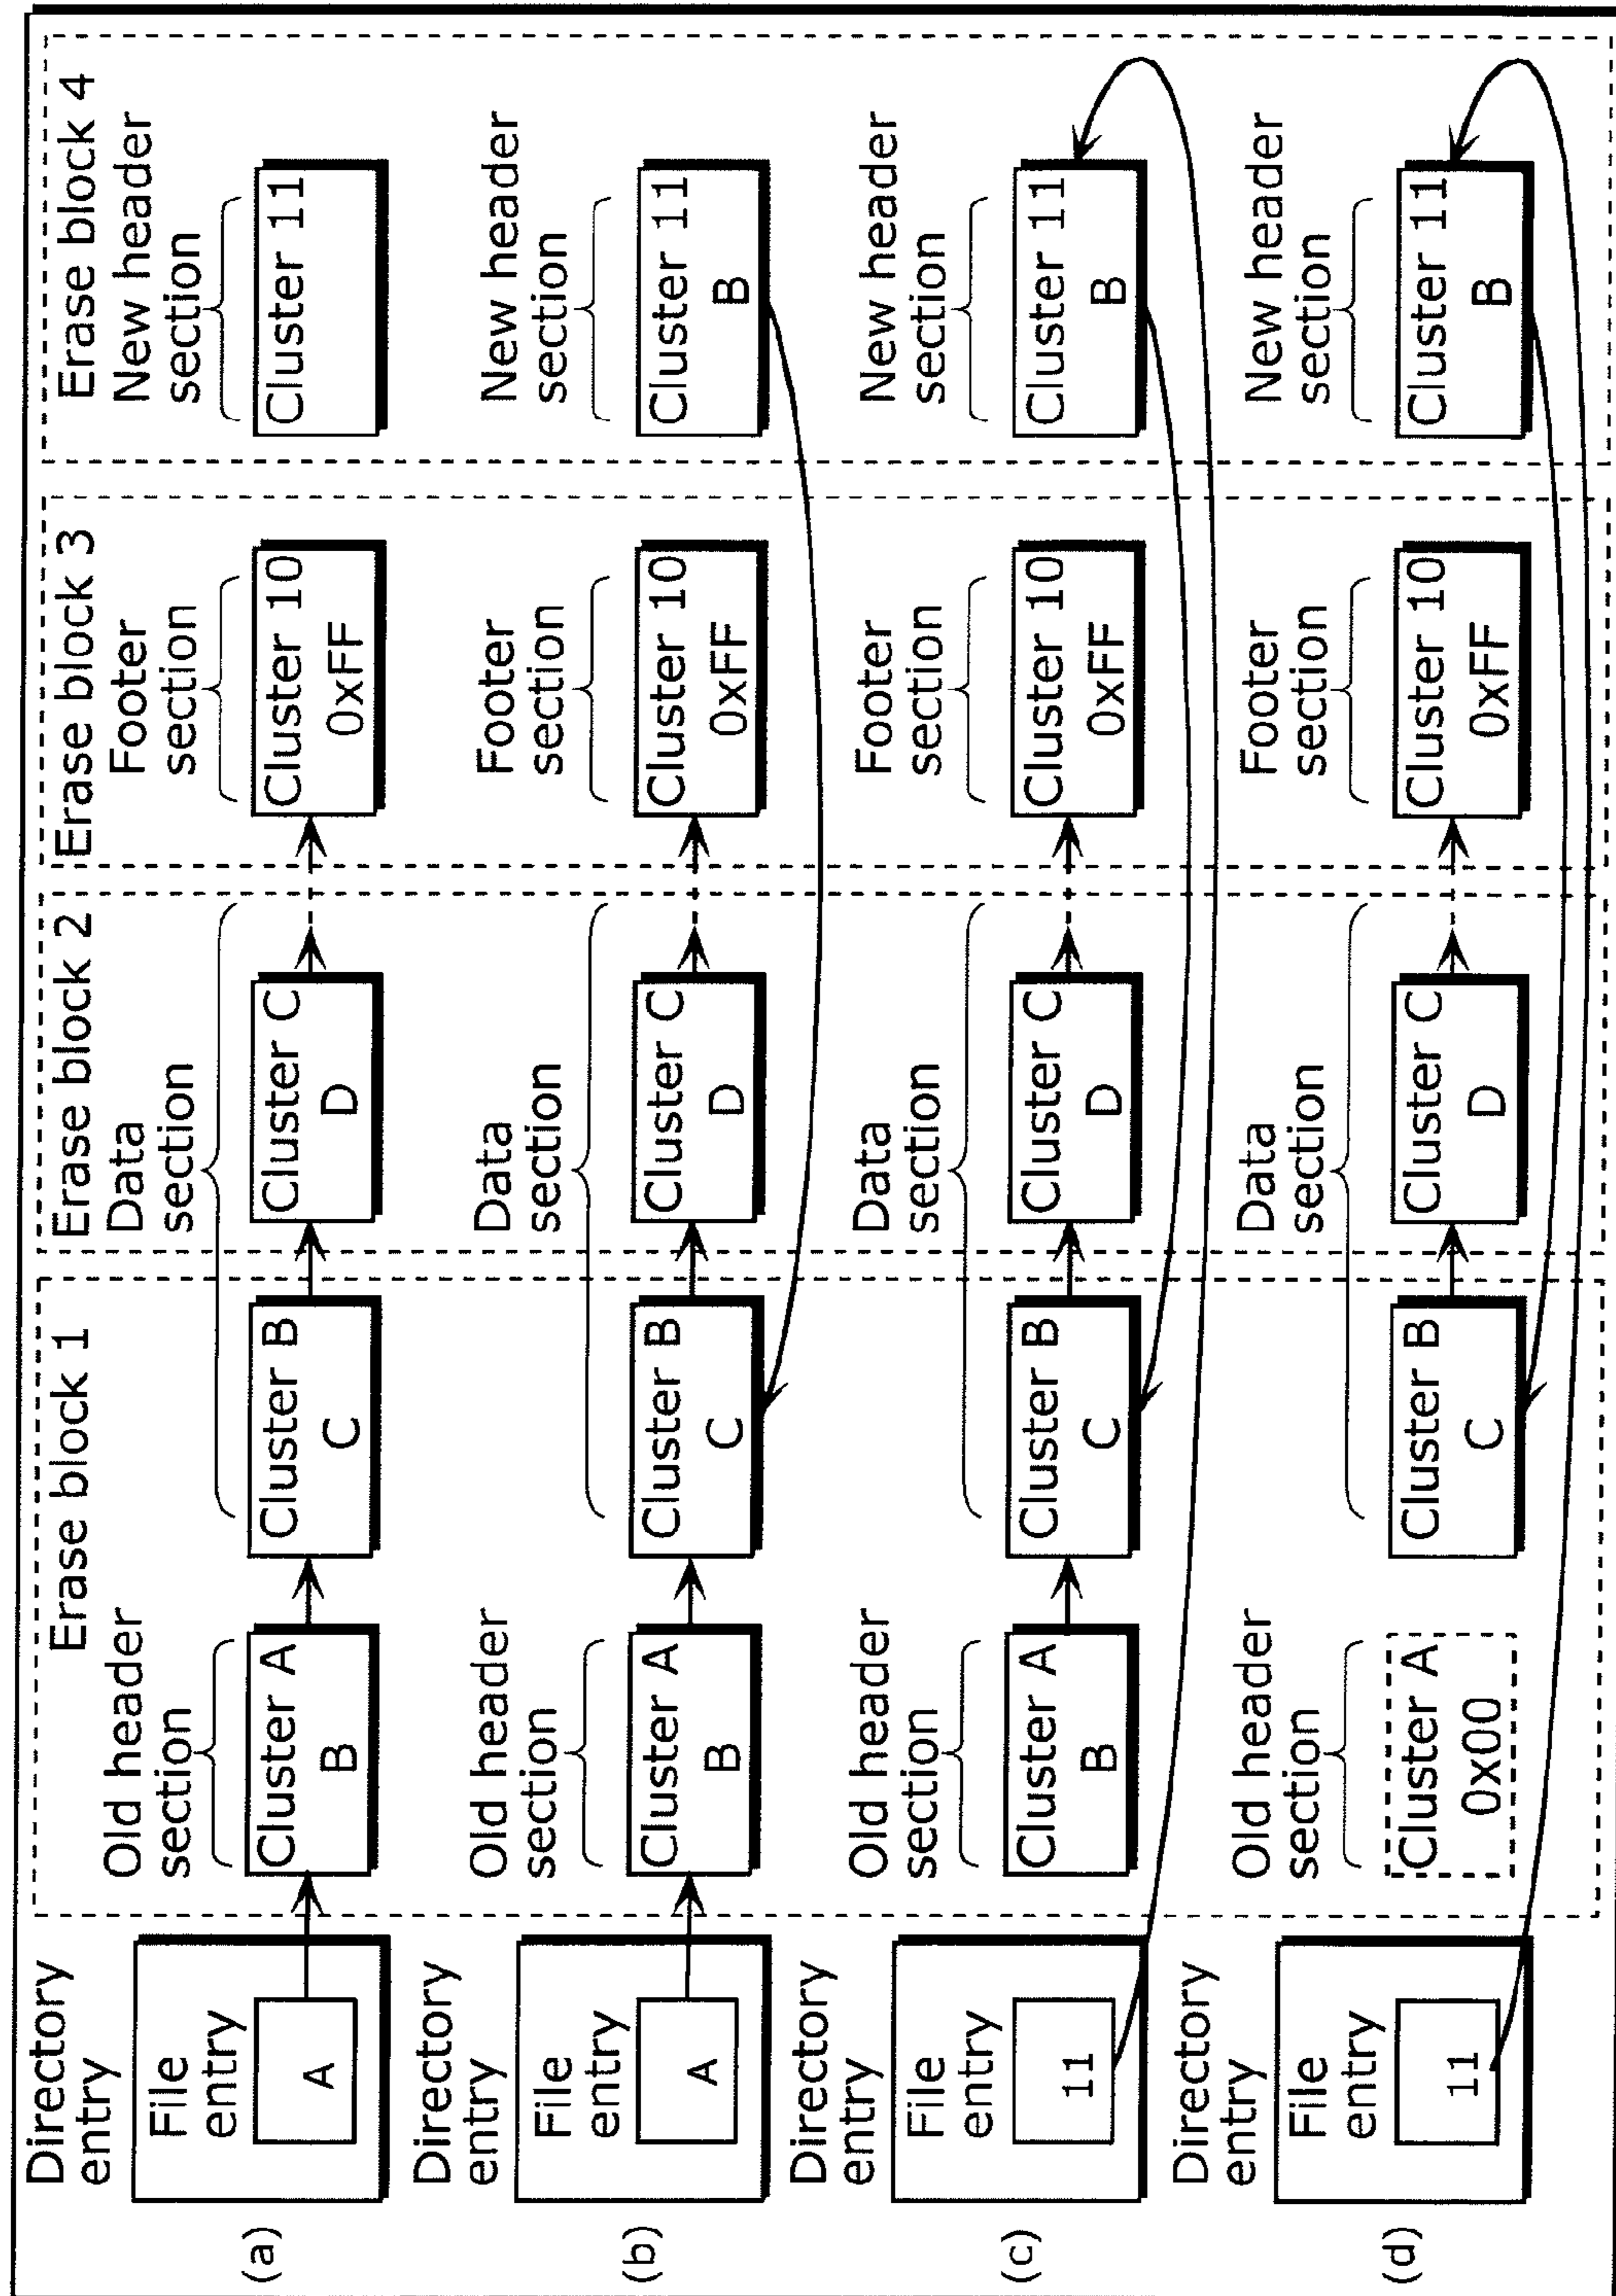 Erase block 1
Erase block 2
Erase block 3
Erase block 4
(a)
Directory
entry
File
entry
A
Old header
section
Cluster A
B
Cluster B
C
Data
section
Cluster C
D
Footer
section
Cluster 10
0xFF
New header
section
Cluster 11
(b)
Directory
entry
File
entry
A
Old header
section
Cluster A
B
Cluster B
C
Data
section
Cluster C
D
Footer
section
Cluster 10
0xFF
New header
section
Cluster 11
B
(c)
Directory
entry
File
entry
11
Old header
section
Cluster A
B
Cluster B
C
Data
section
Cluster C
D
Footer
section
Cluster 10
0xFF
New header
section
Cluster 11
B
(d)
Directory
entry
File
entry
11
Old header
section
Cluster A
0x00
Cluster B
C
Data
section
Cluster C
D
Footer
section
Cluster 10
0xFF
New header
section
Cluster 11
B